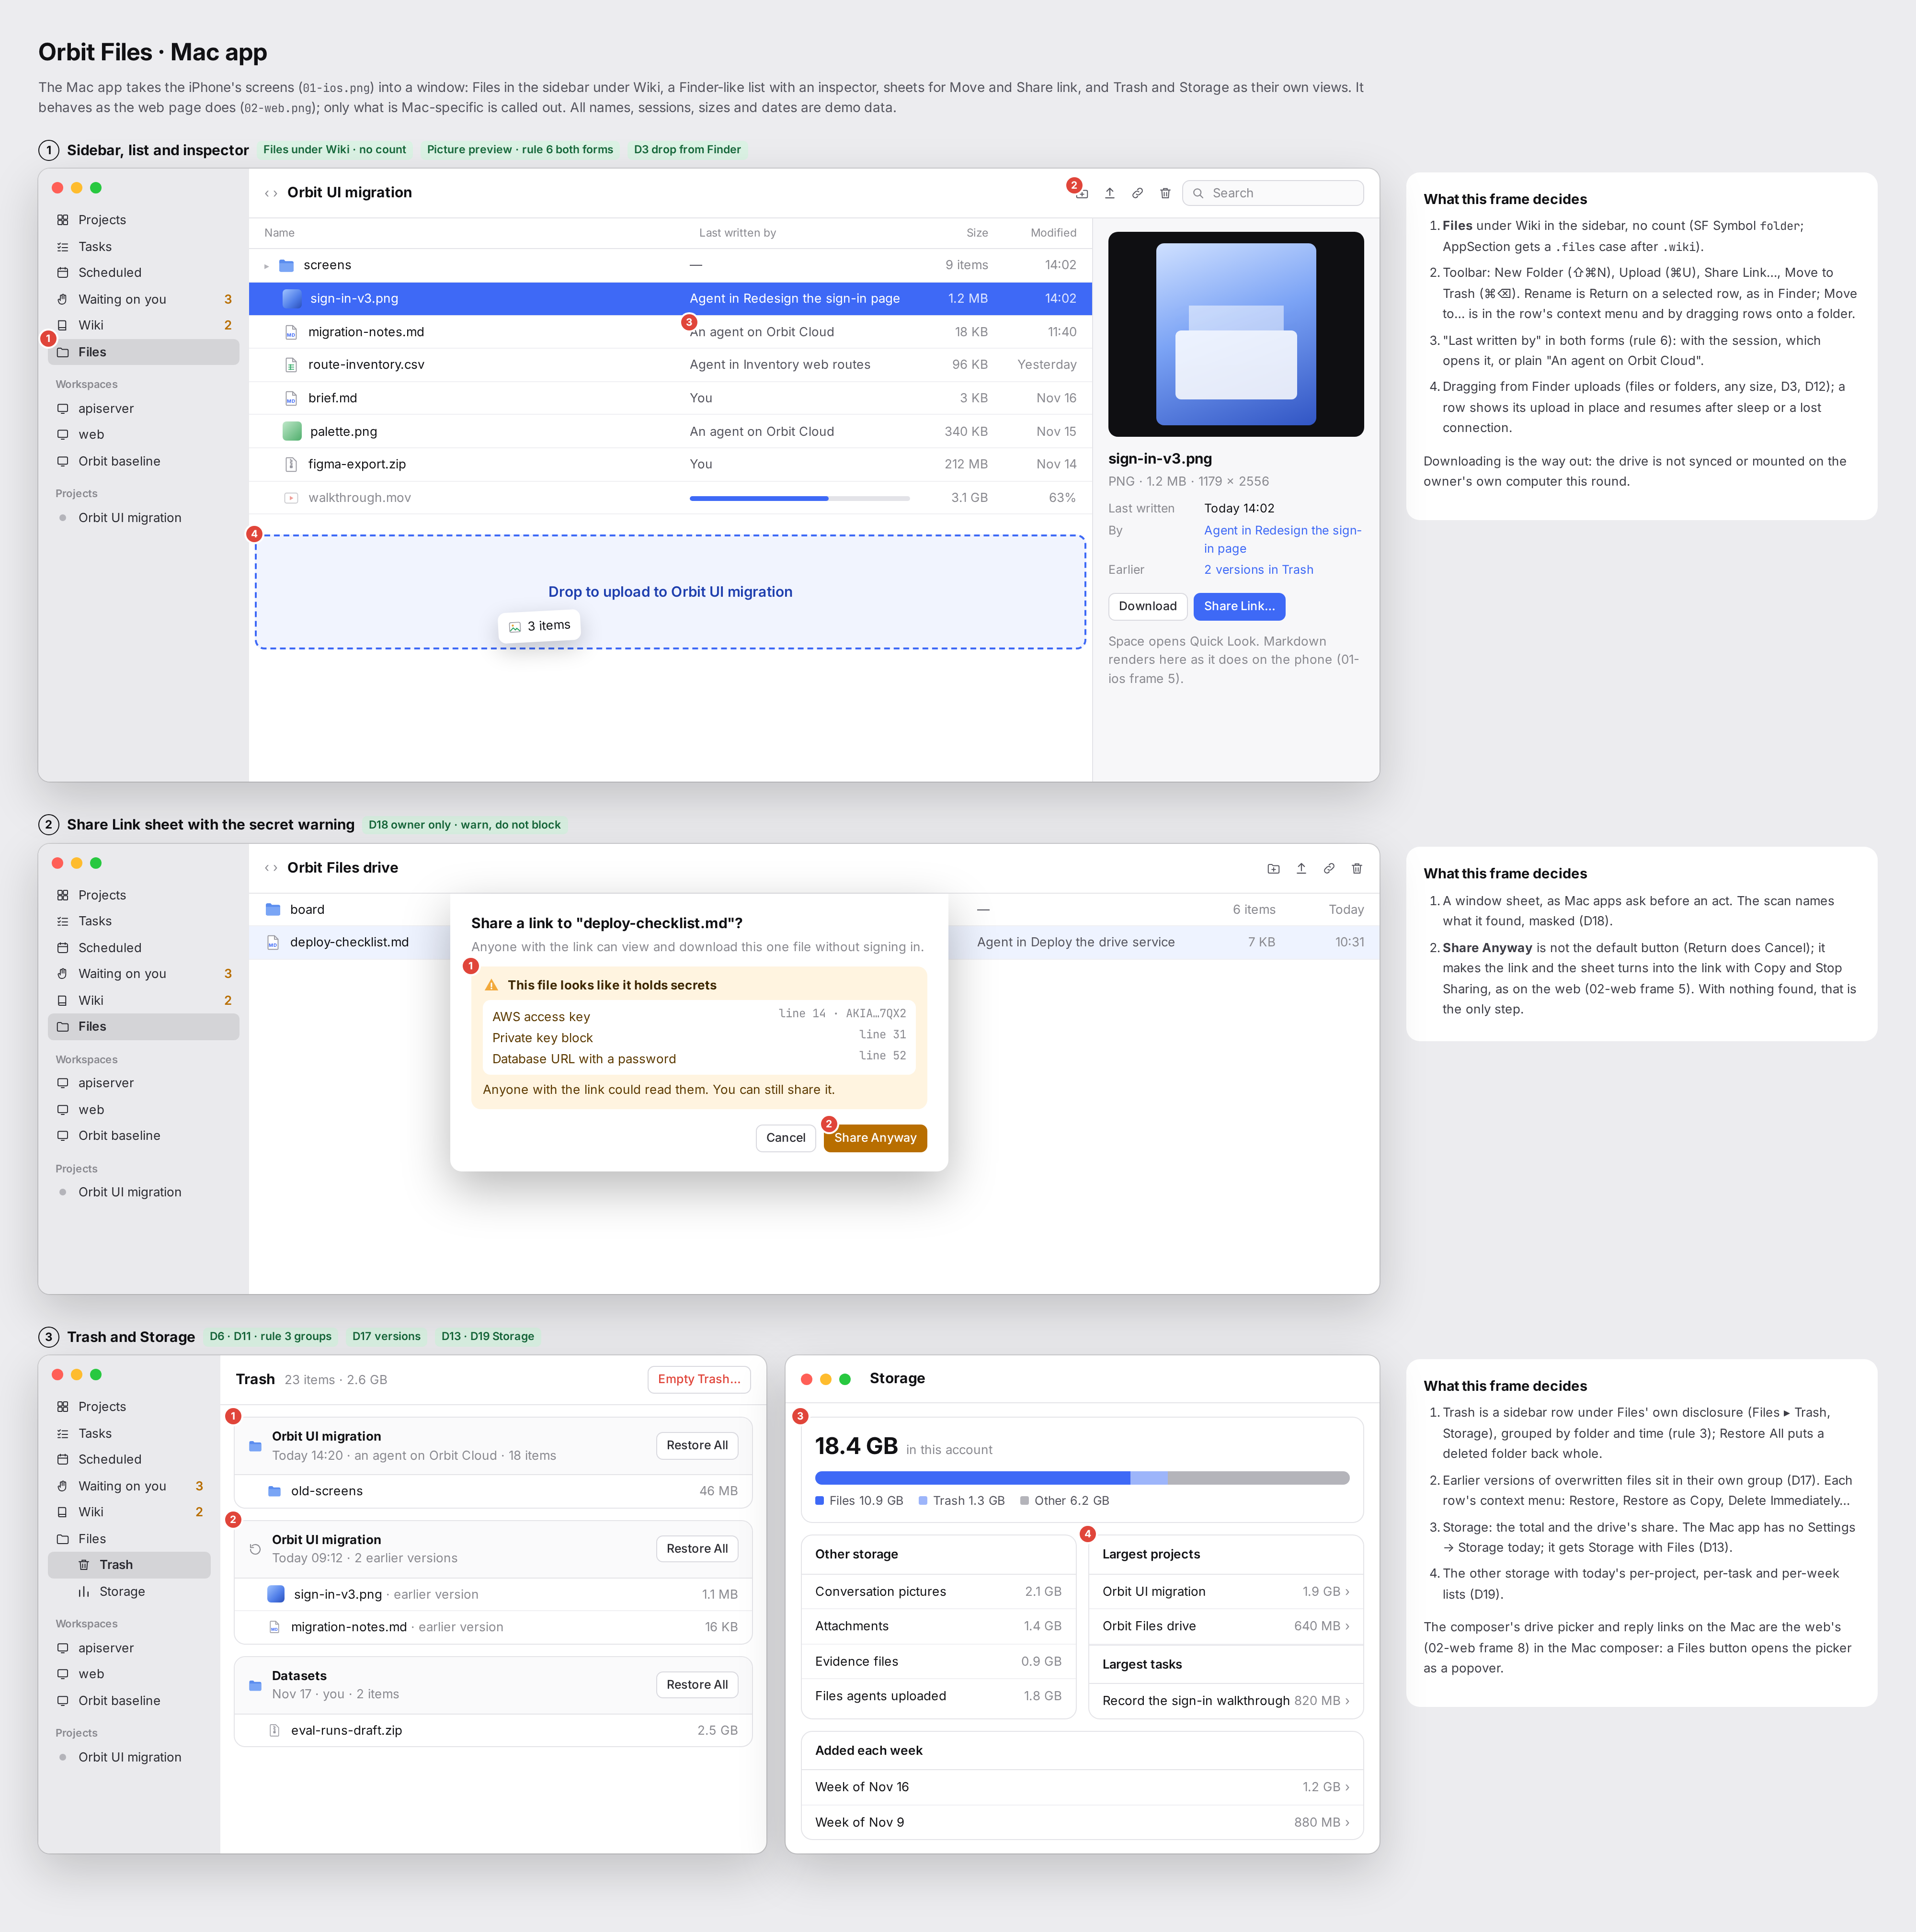 Orbit Files · Mac app
The Mac app takes the iPhone's screens (01-ios.png) into a window: Files in the sidebar under Wiki, a Finder-like list with an inspector, sheets for Move and Share link, and Trash and Storage as their own views. It
behaves as the web page does (02-web.png); only what is Mac-specific is called out. All names, sessions, sizes and dates are demo data.
1 Sidebar, list and inspector Files under Wiki · no count Picture preview · rule 6 both forms D3 drop from Finder
Projects
Tasks
Scheduled
Waiting on you 3
Wiki 2
1
Files
Workspaces
apiserver
web
Orbit baseline
Projects
Orbit UI migration
‹ › Orbit UI migration
2
Search
Name Last written by Size Modified
▸ screens — 9 items 14:02
sign-in-v3.png Agent in Redesign the sign-in page 1.2 MB 14:02
3
migration-notes.md An agent on Orbit Cloud 18 KB 11:40
route-inventory.csv Agent in Inventory web routes 96 KB Yesterday
brief.md You 3 KB Nov 16
palette.png An agent on Orbit Cloud 340 KB Nov 15
figma-export.zip You 212 MB Nov 14
walkthrough.mov 3.1 GB 63%
4
Drop to upload to Orbit UI migration
3 items
sign-in-v3.png
PNG · 1.2 MB · 1179 × 2556
Last written Today 14:02
By Agent in Redesign the sign-
in page
Earlier 2 versions in Trash
Download Share Link…
Space opens Quick Look. Markdown
renders here as it does on the phone (01-
ios frame 5).
What this frame decides
1. Files under Wiki in the sidebar, no count (SF Symbol folder;
AppSection gets a .files case after .wiki).
2. Toolbar: New Folder (⇧⌘N), Upload (⌘U), Share Link…, Move to
Trash (⌘⌫). Rename is Return on a selected row, as in Finder; Move
to… is in the row's context menu and by dragging rows onto a folder.
3. "Last written by" in both forms (rule 6): with the session, which
opens it, or plain "An agent on Orbit Cloud".
4. Dragging from Finder uploads (files or folders, any size, D3, D12); a
row shows its upload in place and resumes after sleep or a lost
connection.
Downloading is the way out: the drive is not synced or mounted on the
owner's own computer this round.
2 Share Link sheet with the secret warning D18 owner only · warn, do not block
Projects
Tasks
Scheduled
Waiting on you 3
Wiki 2
Files
Workspaces
apiserver
web
Orbit baseline
Projects
Orbit UI migration
‹ › Orbit Files drive
board — 6 items Today
deploy-checklist.md Agent in Deploy the drive service 7 KB 10:31
Share a link to "deploy-checklist.md"?
Anyone with the link can view and download this one file without signing in.
1
This file looks like it holds secrets
AWS access key line 14 · AKIA…7QX2
Private key block line 31
Database URL with a password line 52
Anyone with the link could read them. You can still share it.
2
Cancel Share Anyway
What this frame decides
1. A window sheet, as Mac apps ask before an act. The scan names
what it found, masked (D18).
2. Share Anyway is not the default button (Return does Cancel); it
makes the link and the sheet turns into the link with Copy and Stop
Sharing, as on the web (02-web frame 5). With nothing found, that is
the only step.
3 Trash and Storage D6 · D11 · rule 3 groups D17 versions D13 · D19 Storage
Projects
Tasks
Scheduled
Waiting on you 3
Wiki 2
Files
Trash
Storage
Workspaces
apiserver
web
Orbit baseline
Projects
Orbit UI migration
Trash 23 items · 2.6 GB Empty Trash…
1
Orbit UI migration
Today 14:20 · an agent on Orbit Cloud · 18 items
Restore All
old-screens 46 MB
2
Orbit UI migration
Today 09:12 · 2 earlier versions
Restore All
sign-in-v3.png · earlier version 1.1 MB
migration-notes.md · earlier version 16 KB
Datasets
Nov 17 · you · 2 items
Restore All
eval-runs-draft.zip 2.5 GB
Storage
3
18.4 GB in this account
Files 10.9 GB Trash 1.3 GB Other 6.2 GB
Other storage
Conversation pictures 2.1 GB
Attachments 1.4 GB
Evidence files 0.9 GB
Files agents uploaded 1.8 GB
4
Largest projects
Orbit UI migration 1.9 GB ›
Orbit Files drive 640 MB ›
Largest tasks
Record the sign-in walkthrough 820 MB ›
Added each week
Week of Nov 16 1.2 GB ›
Week of Nov 9 880 MB ›
What this frame decides
1. Trash is a sidebar row under Files' own disclosure (Files ▸ Trash,
Storage), grouped by folder and time (rule 3); Restore All puts a
deleted folder back whole.
2. Earlier versions of overwritten files sit in their own group (D17). Each
row's context menu: Restore, Restore as Copy, Delete Immediately…
3. Storage: the total and the drive's share. The Mac app has no Settings
→ Storage today; it gets Storage with Files (D13).
4. The other storage with today's per-project, per-task and per-week
lists (D19).
The composer's drive picker and reply links on the Mac are the web's
(02-web frame 8) in the Mac composer: a Files button opens the picker
as a popover.